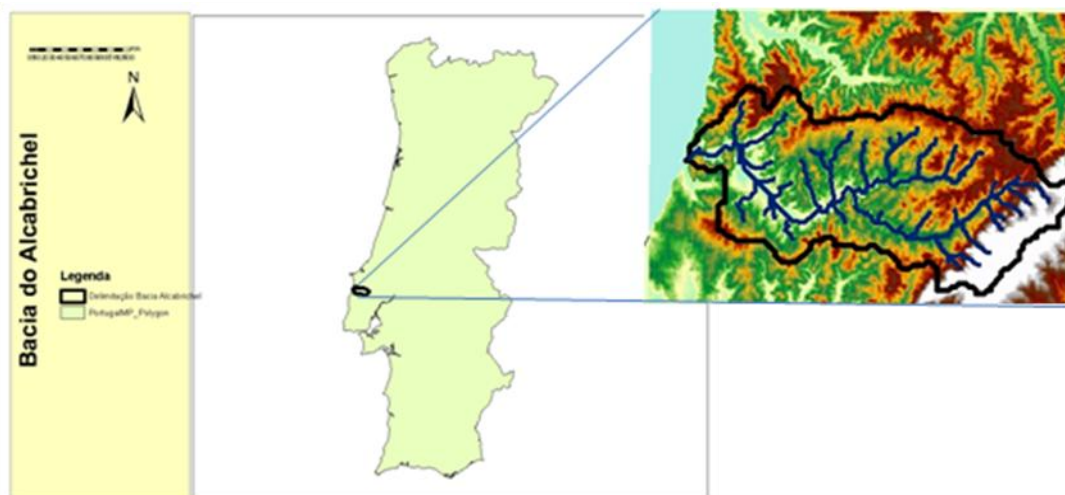 N
Bacia do Alcabrichel
Legenda
Delimitação Bacia Alcabrichel
PortugalMP_Polygon